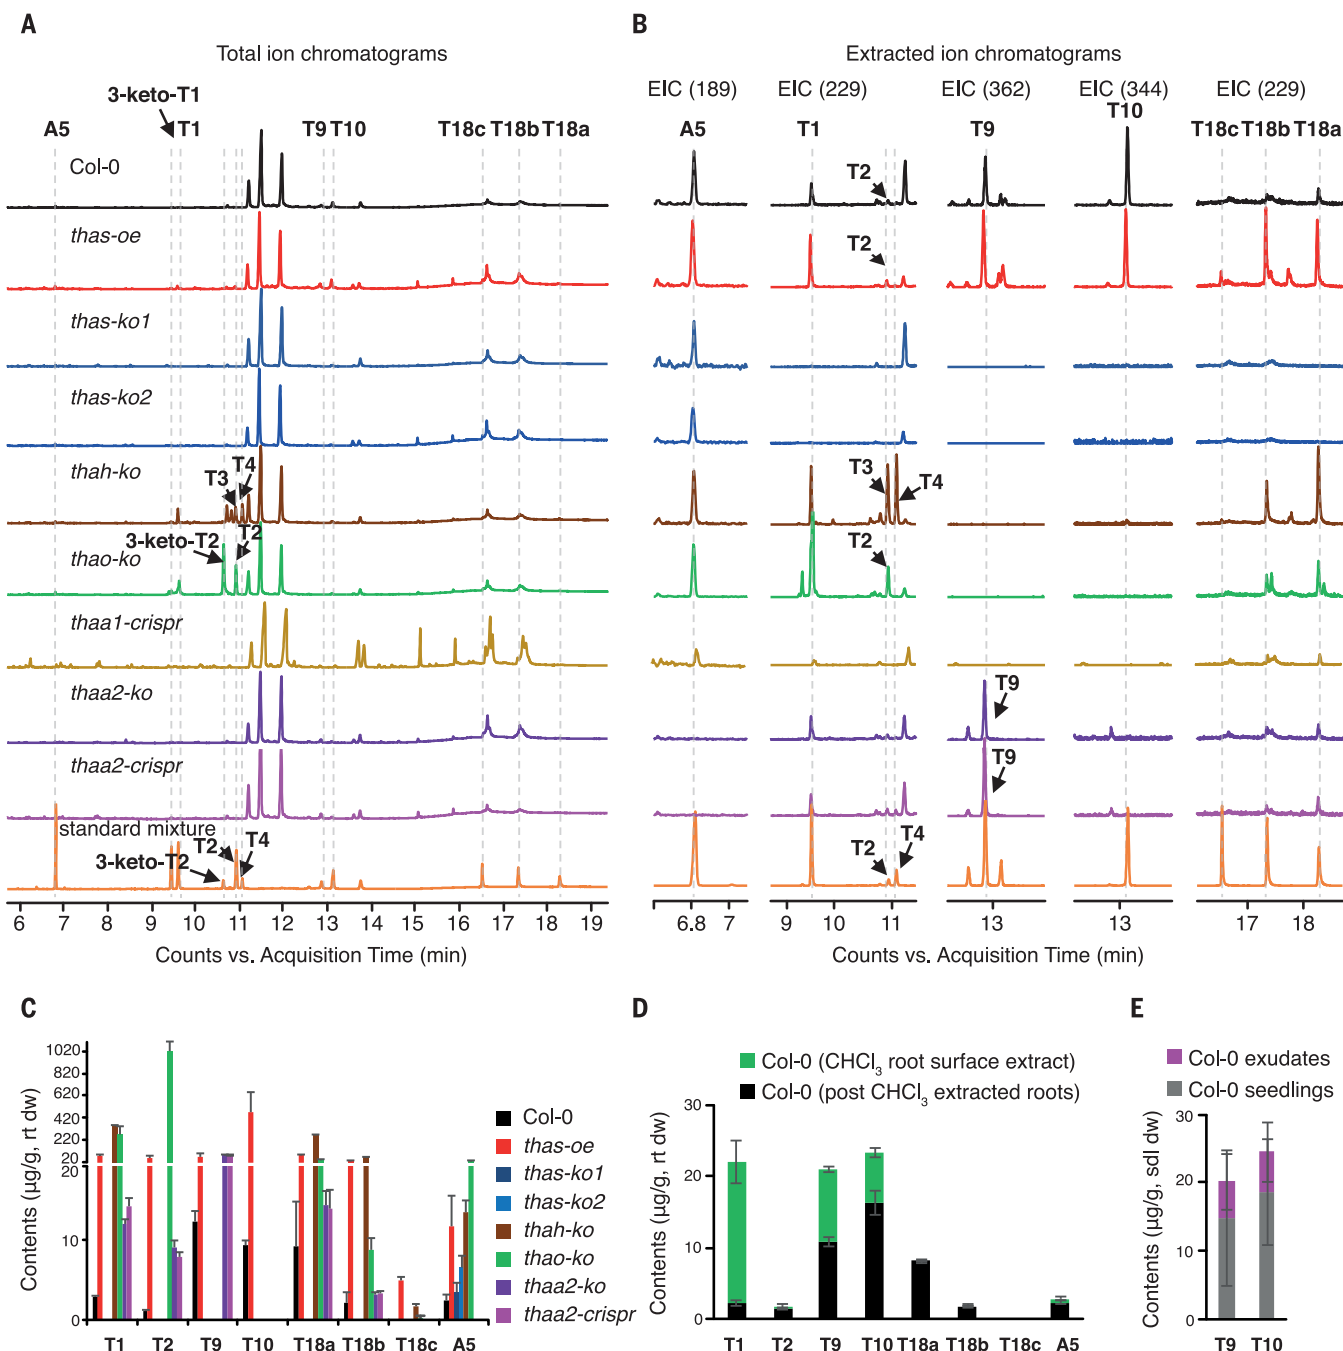 A
Total ion chromatograms
3-keto-T1
A5 T1 T9 T10 T18c T18b T18a
Col-0
thas-oe
thas-ko1
thas-ko2
thah-ko
T3 T4
thao-ko
3-keto-T2 T2
thaa1-crispr
thaa2-ko
thaa2-crispr
standard mixture
3-keto-T2 T2 T4
6 7 8 9 10 11 12 13 14 15 16 17 18 19
Counts vs. Acquisition Time (min)
B
Extracted ion chromatograms
EIC (189) EIC (229) EIC (362) EIC (344) EIC (229)
A5 T1 T9 T10 T18c T18b T18a
T2
T2
T3 T4
T2
T9
T9
T2 T4
6.8 7 9 10 11 13 13 17 18
Counts vs. Acquisition Time (min)
C
Contents (µg/g, rt dw)
1020
820
620
420
220
20
20
10
0
T1 T2 T9 T10 T18a T18b T18c A5
Col-0
thas-oe
thas-ko1
thas-ko2
thah-ko
thao-ko
thaa2-ko
thaa2-crispr
D
Col-0 (CHCl3 root surface extract)
Col-0 (post CHCl3 extracted roots)
Contents (µg/g, rt dw)
30
20
10
0
T1 T2 T9 T10 T18a T18b T18c A5
E
Col-0 exudates
Col-0 seedlings
Contents (µg/g, sdl dw)
30
20
10
0
T9 T10